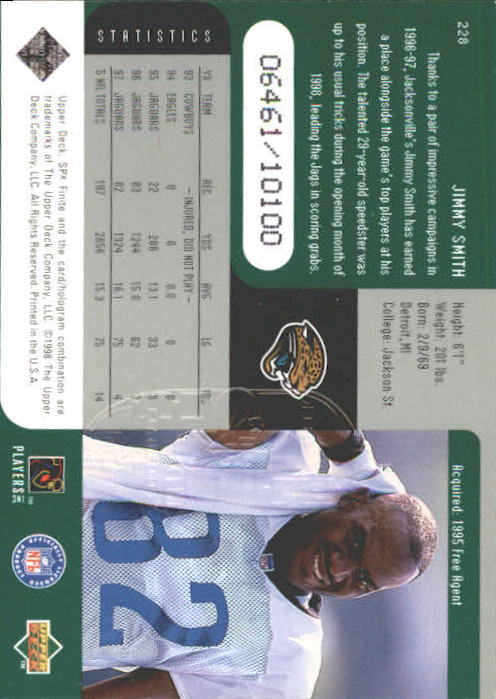 228
JIMMY SMITH
Thanks to a pair of impressive campaigns in
1996-97, Jacksonville's Jimmy Smith has earned
a place alongside the game's top players at his
position. The talented 29-year-old speedster was
up to his usual tricks during the opening month of
1998, leading the Jags in scoring grabs.
Height: 6'1"
Weight: 201 lbs.
Born: 2/9/69
Detroit, MI
College: Jackson St.
Acquired: 1995 Free Agent
06461/10100
82
STATISTICS
YR TEAM REC YDS AVG LG
93 COWBOYS —INJURED, DID NOT PLAY—
94 EAGLES 0 0 0.0 0
95 JAGUARS 22 288 13.1 33
96 JAGUARS 83 1244 15.0 62
97 JAGUARS 82 1324 16.1 75 4
5 NFL TOTALS 187 2856 15.3 75 14
Upper Deck, SPx Finite and the card/hologram combination are
trademarks of The Upper Deck Company, LLC. ©1998 The Upper
Deck Company, LLC. All Rights Reserved. Printed in the U.S.A.
PLAYERS INC
NFL
UPPER DECK